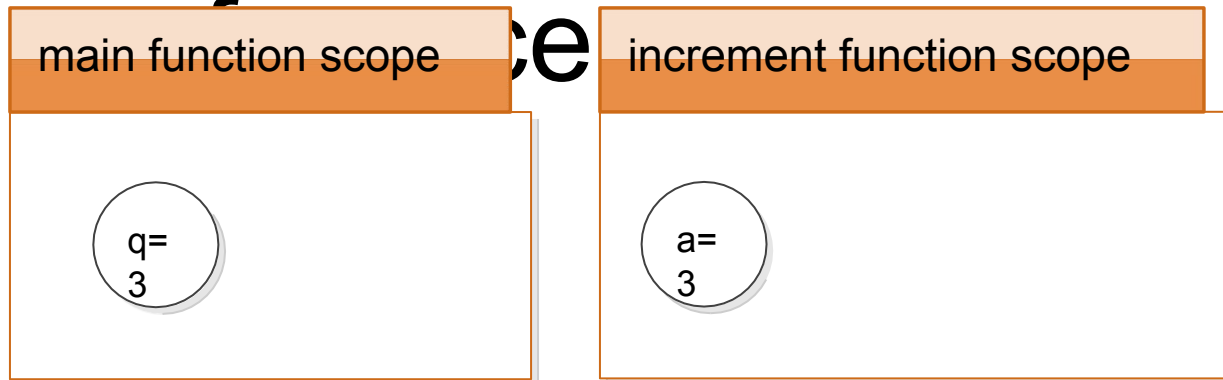 main function scope
increment function scope
q=
3
a=
3